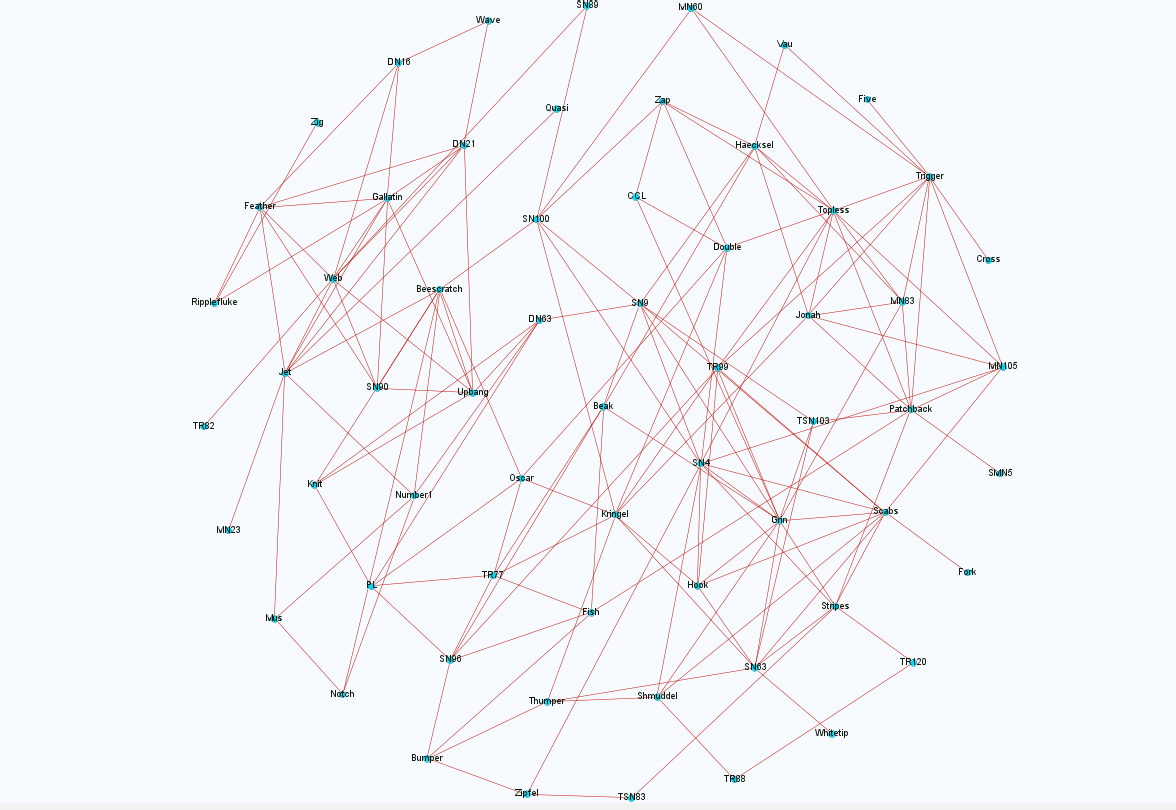 SN89
MN60
Wave
Vau
DN16
Five
Zap
Quasi
Zig
DN21
Haecksel
Trigger
CCL
Gallatin
Feather
Topless
SN100
Double
Cross
Web
Beescratch
Ripplefluke
MN83
SN9
Jonah
DN63
TR99
MN105
Jet
SN90
Upbang
Beak
Patchback
TSN103
TR82
SN4
SMN5
Oscar
Knit
Number1
Scabs
Kringel
Grin
MN23
Fork
TR77
PL
Hook
Stripes
Fish
Mus
SN96
TR120
SN63
Notch
Shmuddel
Thumper
Whitetip
Bumper
TR88
Zipfel
TSN83